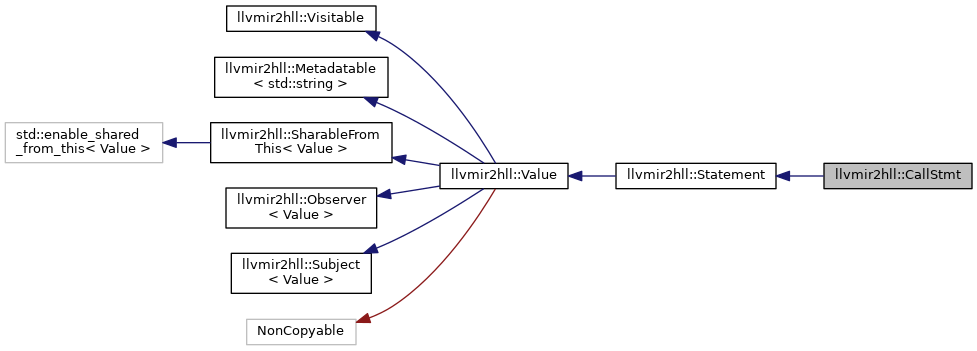 llvmir2hll::Visitable
llvmir2hll::Metadatable
< std::string >
std::enable_shared
_from_this< Value >
llvmir2hll::SharableFrom
This< Value >
llvmir2hll::Value
llvmir2hll::Statement
llvmir2hll::CallStmt
llvmir2hll::Observer
< Value >
llvmir2hll::Subject
< Value >
NonCopyable